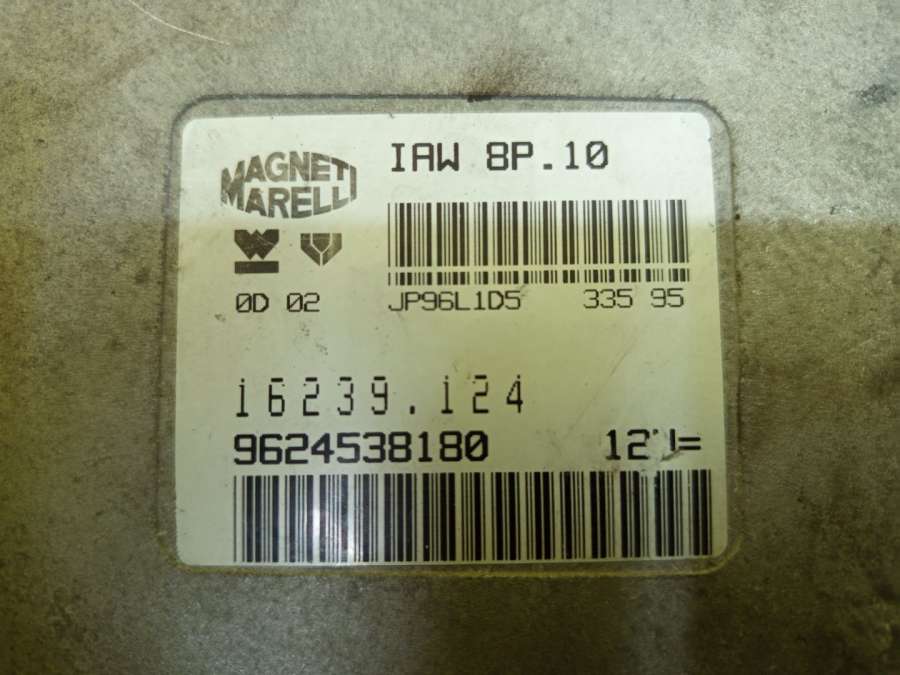 MAGNETI
MARELLI
IAW 8P.10
0D 02
JP96L1D5 335 95
16239.124
9624538180 12V=